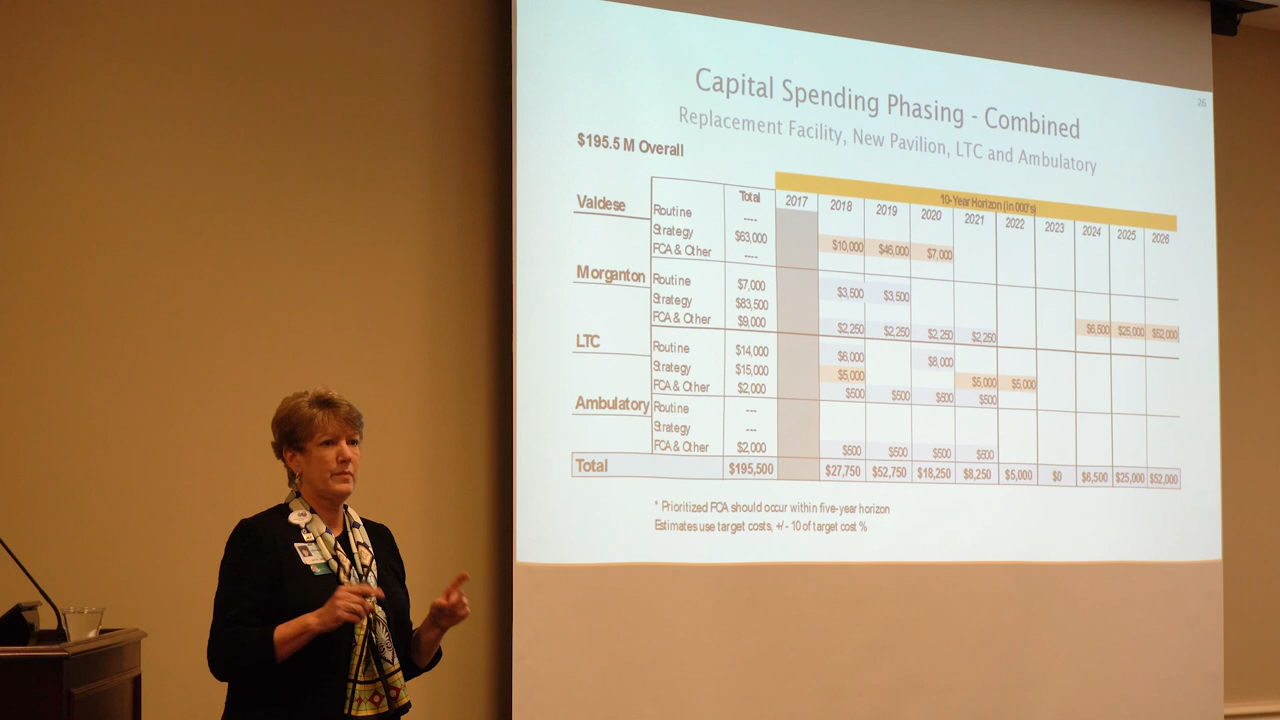 26
Capital Spending Phasing - Combined
Replacement Facility, New Pavilion, LTC and Ambulatory
$195.5 M Overall
Total 10-Year Horizon (in 000's)
2017 2018 2019 2020 2021 2022 2023 2024 2025 2026
Valdese
Routine ----
Strategy $63,000 $10,000 $46,000 $7,000
FCA & Other ----
Morganton
Routine $7,000 $3,500 $3,500
Strategy $83,500 $6,500 $25,000 $52,000
FCA & Other $9,000 $2,250 $2,250 $2,250 $2,250
LTC
Routine $14,000 $6,000 $8,000
Strategy $15,000 $5,000 $5,000 $5,000
FCA & Other $2,000 $500 $500 $500 $500
Ambulatory
Routine ---
Strategy ---
FCA & Other $2,000 $500 $500 $500 $500
Total $195,500 $27,750 $52,750 $18,250 $8,250 $5,000 $0 $6,500 $25,000 $52,000
* Prioritized FCA should occur within five-year horizon
Estimates use target costs, +/- 10 of target cost %